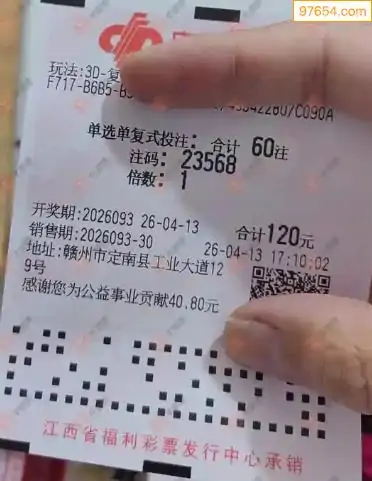 97654.com
玩法:3D-复
F717-B6B5-B
/C090A
单选单复式投注: 合计 60注
注码: 23568
倍数: 1
开奖期:2026093 26-04-13 合计120元
销售期:2026093-30 26-04-13 17:10:02
地址:赣州市定南县工业大道12
9号
感谢您为公益事业贡献40.80元
江西省福利彩票发行中心承销